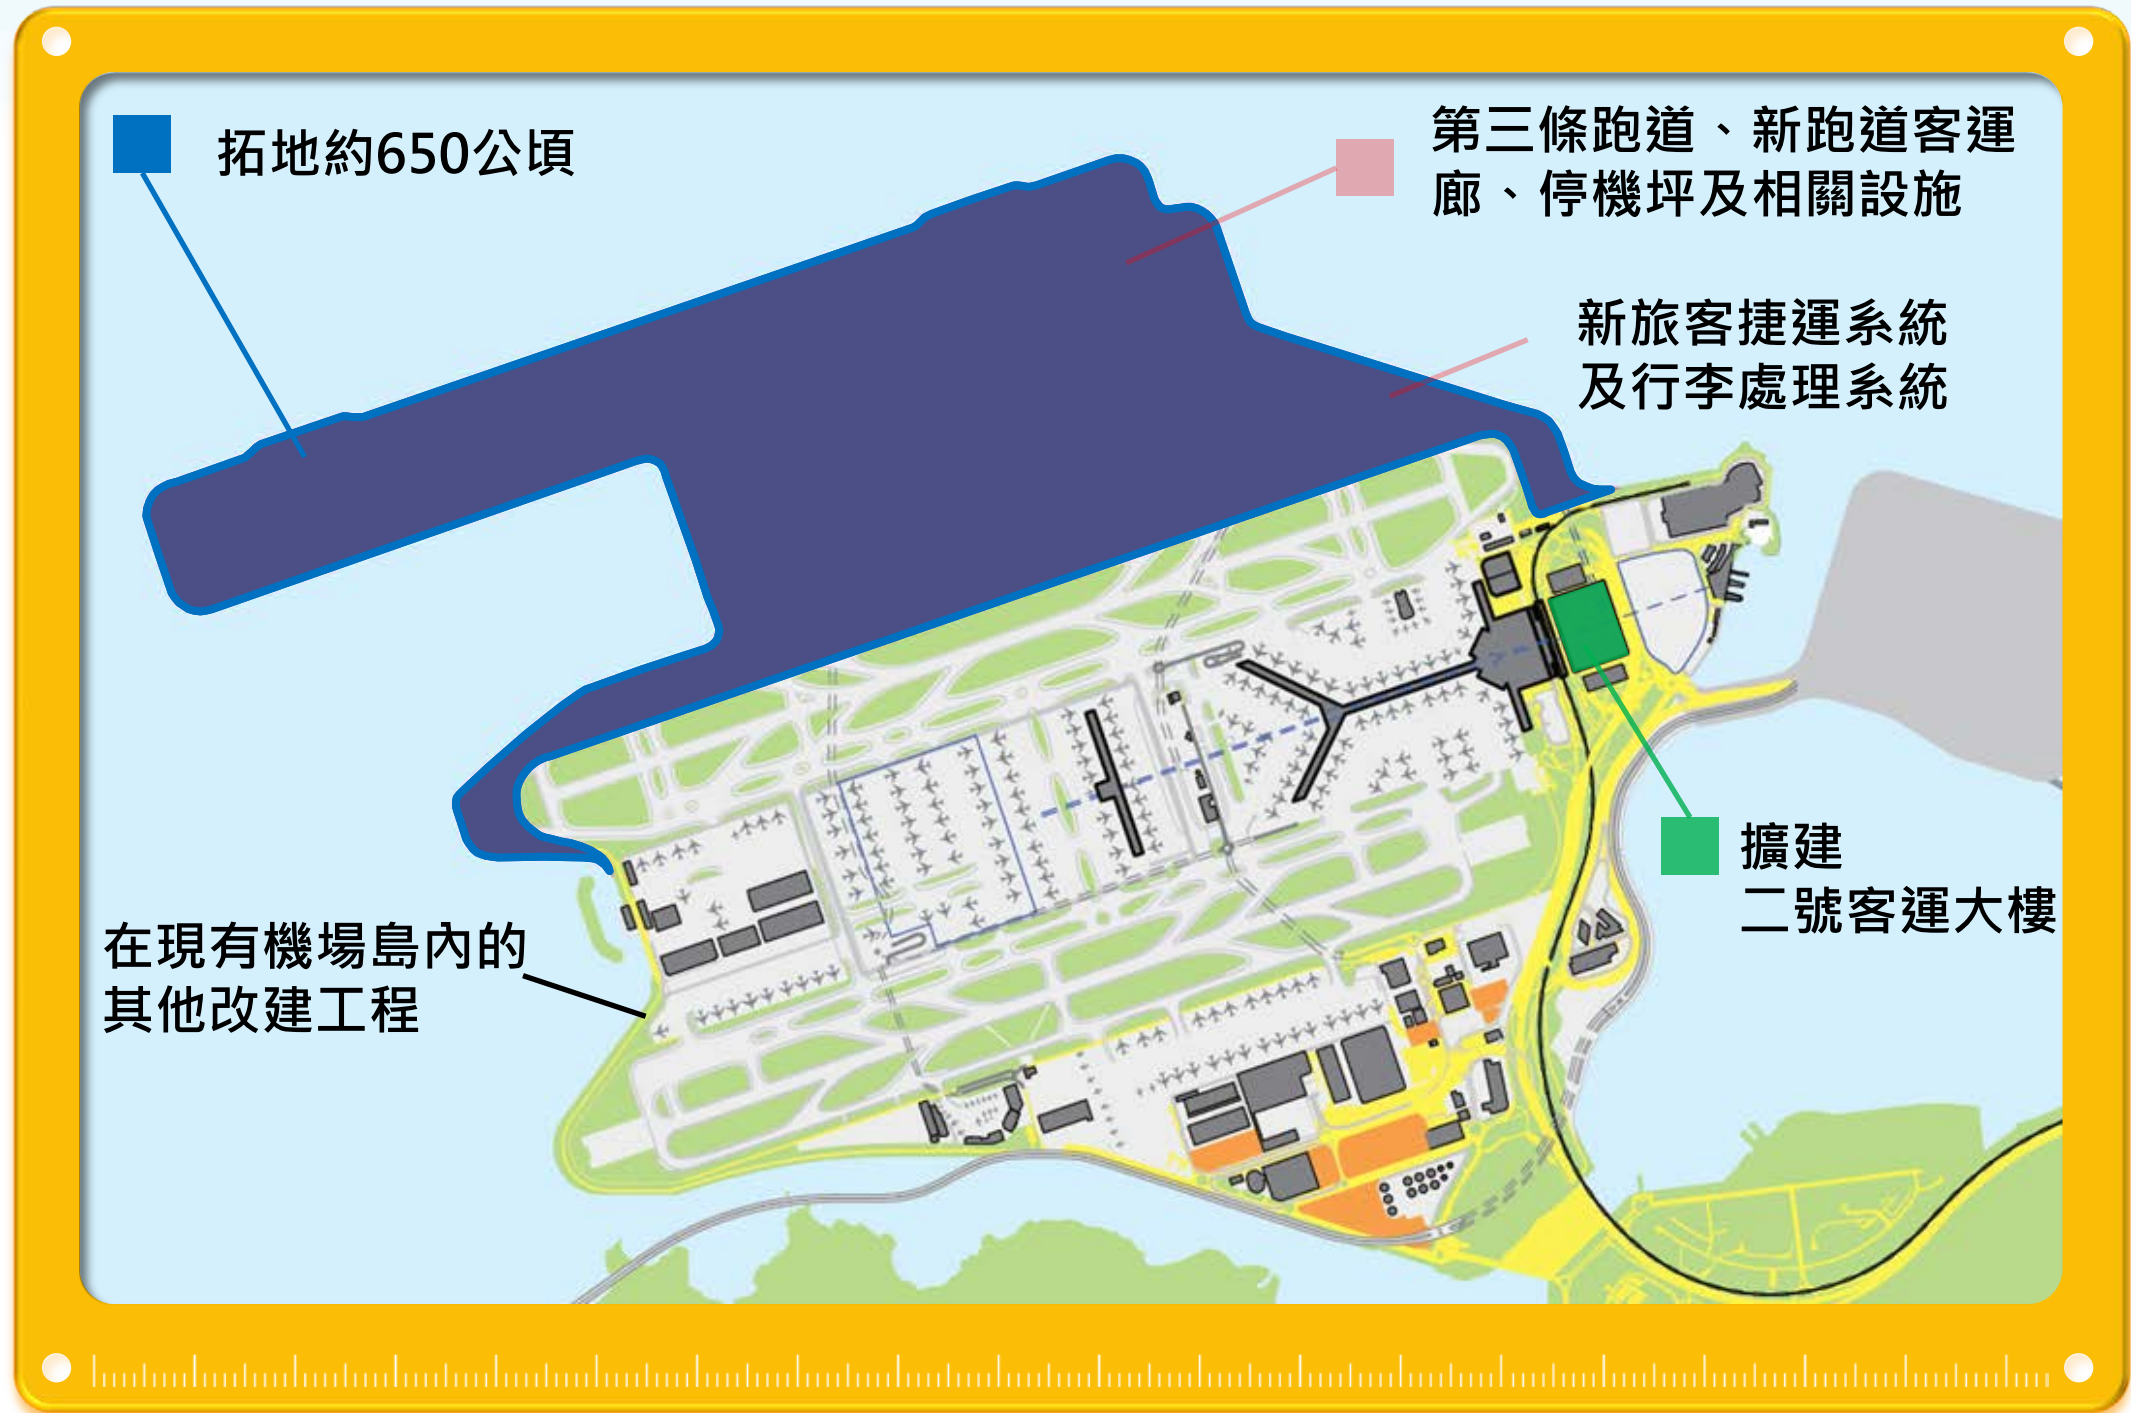 拓地約650公頃
第三條跑道、新跑道客運
廊、停機坪及相關設施
新旅客捷運系統
及行李處理系統
擴建
二號客運大樓
在現有機場島內的
其他改建工程